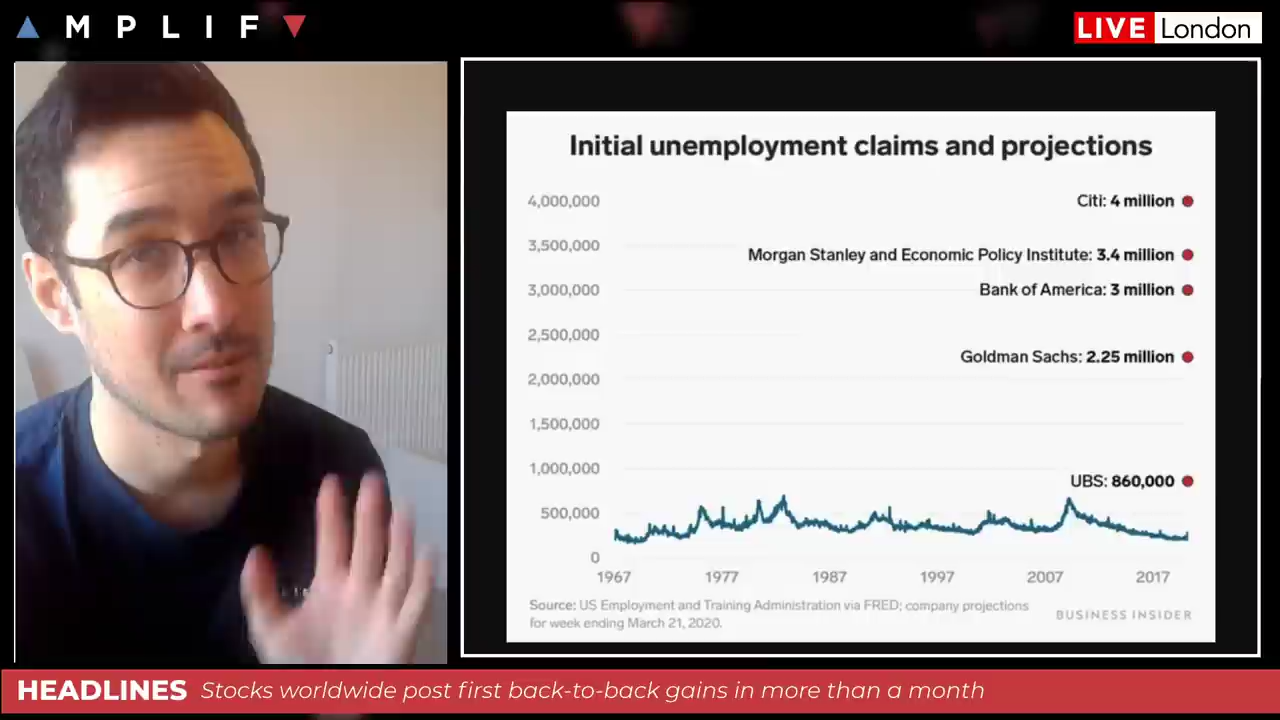 AMPLIFY
LIVE London
Initial unemployment claims and projections
4,000,000
Citi: 4 million
3,500,000
Morgan Stanley and Economic Policy Institute: 3.4 million
3,000,000
Bank of America: 3 million
2,500,000
Goldman Sachs: 2.25 million
2,000,000
1,500,000
1,000,000
UBS: 860,000
500,000
0
1967 1977 1987 1997 2007 2017
Source: US Employment and Training Administration via FRED; company projections
for week ending March 21, 2020.
BUSINESS INSIDER
HEADLINES Stocks worldwide post first back-to-back gains in more than a month